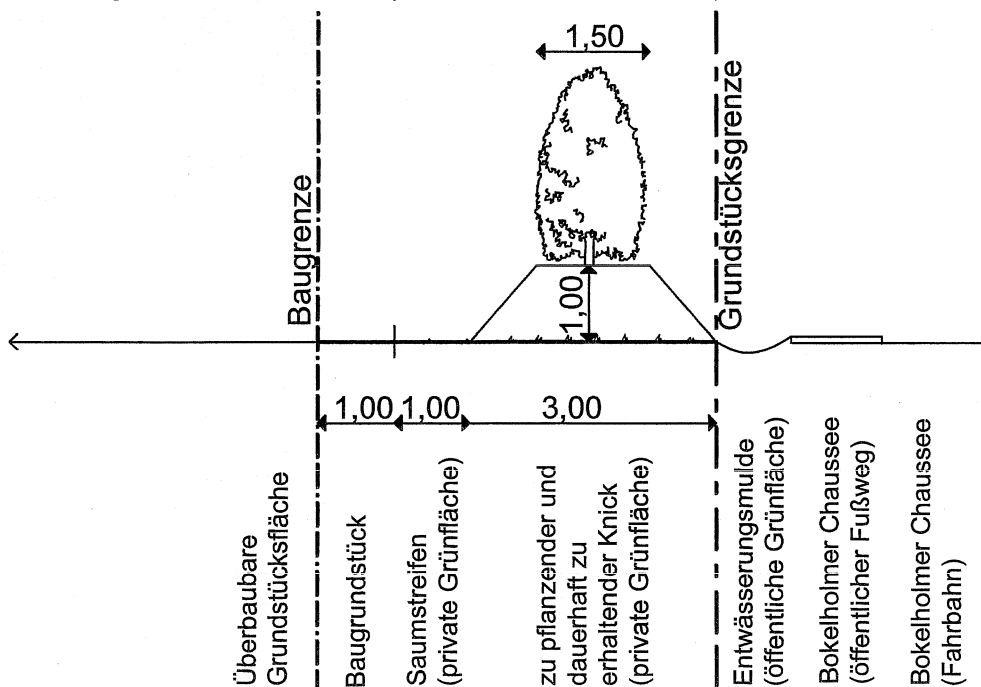 1,50
Baugrenze
Grundstücksgrenze
1,00
1,00
1,00
3,00
Überbaubare
Grundstücksfläche
Baugrundstück
Saumstreifen
(private Grünfläche)
zu pflanzender und
dauerhaft zu
erhaltender Knick
(private Grünfläche)
Entwässerungsmulde
(öffentliche Grünfläche)
Bokelholmer Chaussee
(öffentlicher Fußweg)
Bokelholmer Chaussee
(Fahrbahn)